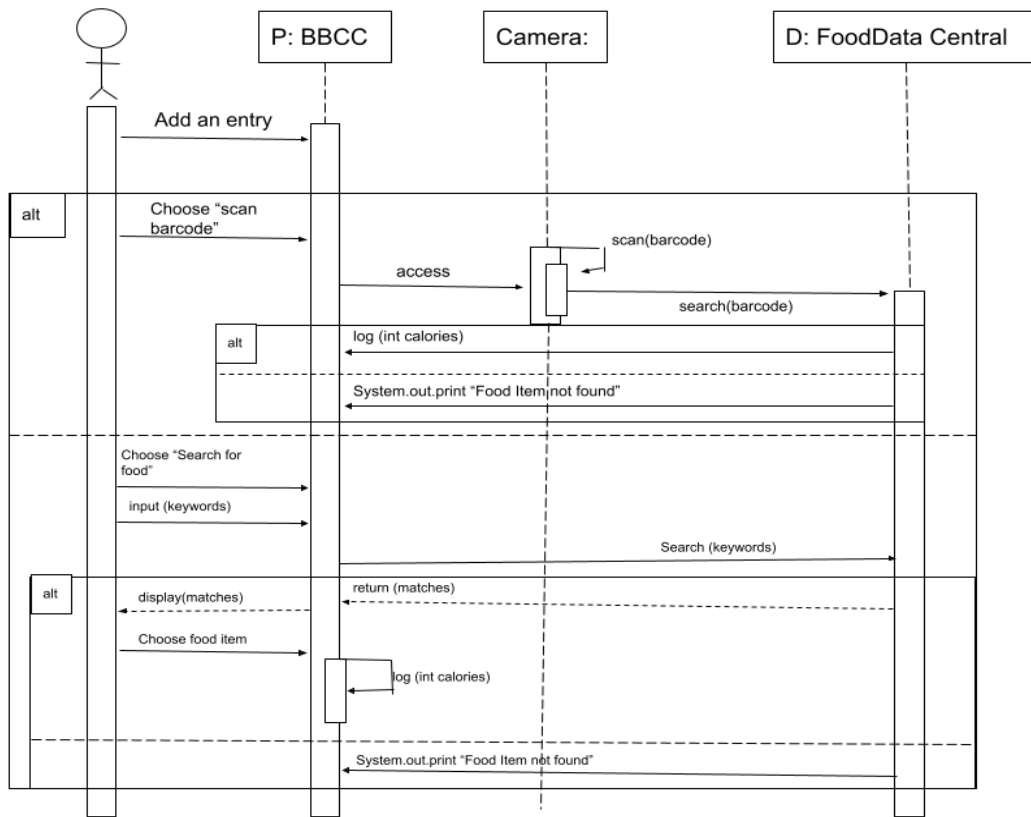 P: BBCC
Camera:
D: FoodData Central
Add an entry
alt
Choose “scan
barcode”
scan(barcode)
access
search(barcode)
alt
log (int calories)
System.out.print “Food Item not found”
Choose “Search for
food”
input (keywords)
Search (keywords)
alt
return (matches)
display(matches)
Choose food item
log (int calories)
System.out.print “Food Item not found”